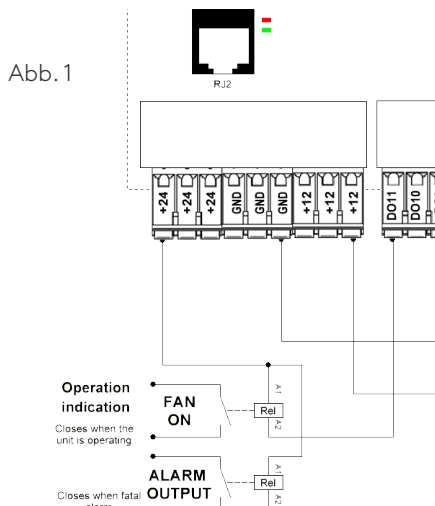 Abb.1
RJ2
+24 +24 +24 GND GND GND +12 +12 +12 DO11 DO10
Operation
indication
Closes when the
unit is operating
FAN
ON
A1
Rel
A2
ALARM
OUTPUT
Closes when fatal
alarm
A1
Rel
A2